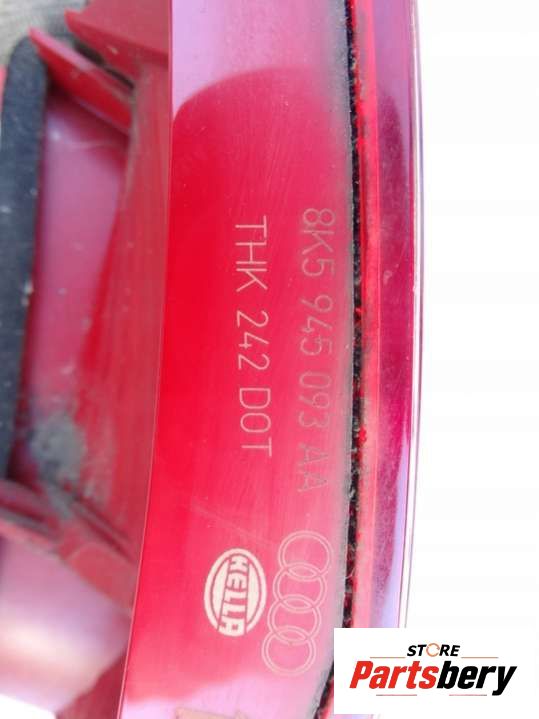 8K5 945 093 AA
THK 242 DOT
HELLA
STORE
Partsbery